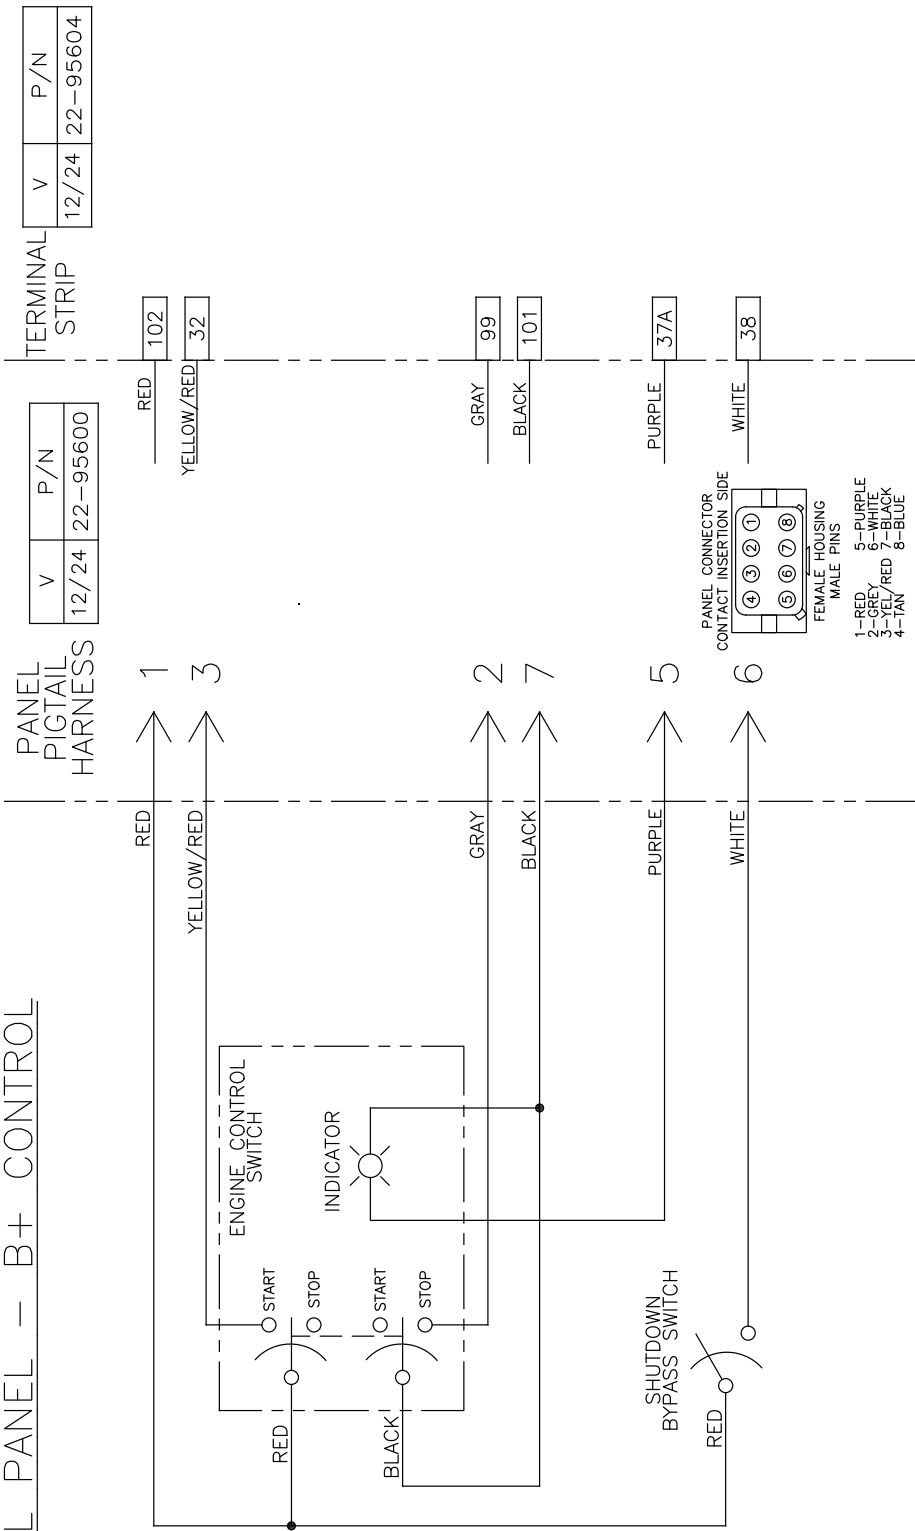 L PANEL - B+ CONTROL
PANEL
PIGTAIL
HARNESS
V P/N
12/24 22-95600
TERMINAL
STRIP
V P/N
12/24 22-95604
RED 1 RED 102
YELLOW/RED 3 YELLOW/RED 32
ENGINE CONTROL
SWITCH
START
STOP
RED
INDICATOR
START
STOP
BLACK
GRAY 2 GRAY 99
BLACK 7 BLACK 101
PURPLE 5 PURPLE 37A
WHITE 6 WHITE 38
SHUTDOWN
BYPASS SWITCH
RED
PANEL CONNECTOR
CONTACT INSERTION SIDE
4 3 2 1
5 6 7 8
FEMALE HOUSING
MALE PINS
1-RED 5-PURPLE
2-GREY 6-WHITE
3-YEL/RED 7-BLACK
4-TAN 8-BLUE